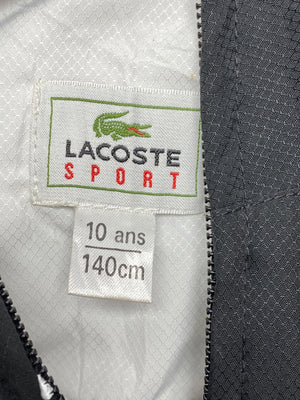 LACOSTE
SPORT
10 ans
140cm